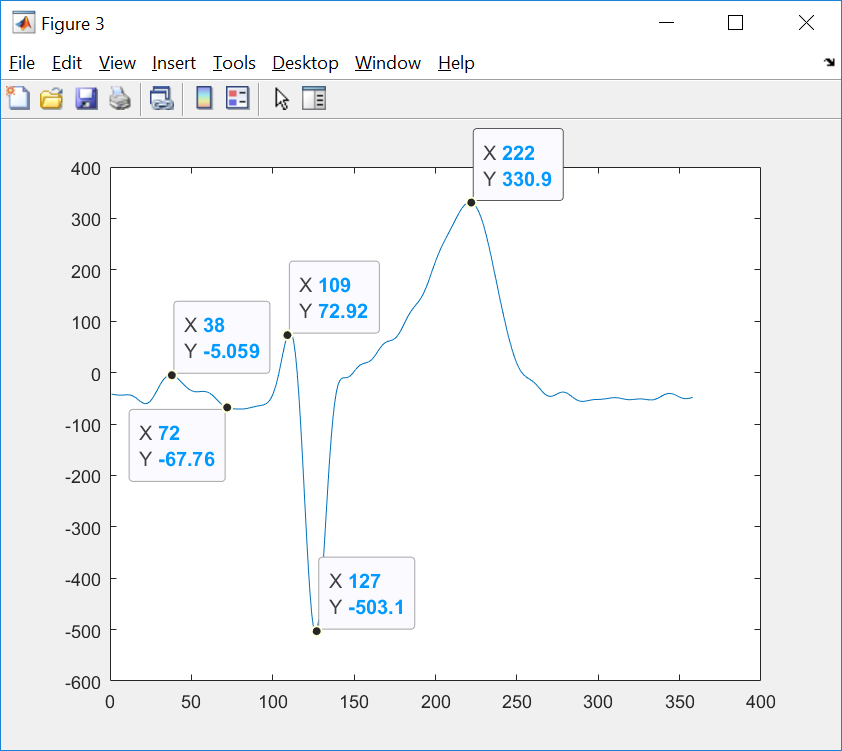 Figure 3
File Edit View Insert Tools Desktop Window Help
X 222
Y 330.9
X 109
Y 72.92
X 38
Y -5.059
X 72
Y -67.76
X 127
Y -503.1
400
300
200
100
0
-100
-200
-300
-400
-500
-600
0 50 100 150 200 250 300 350 400